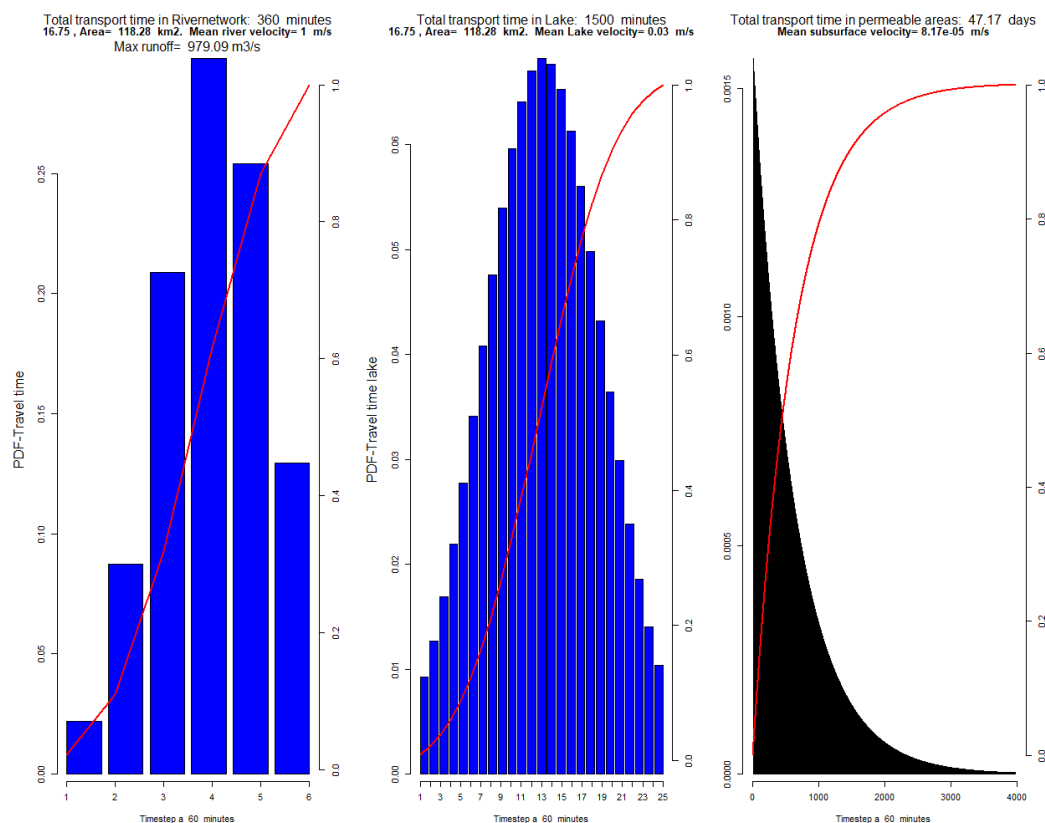 Total transport time in Rivernetwork: 360 minutes
16.75 , Area= 118.28 km2. Mean river velocity= 1 m/s
Max runoff= 979.09 m3/s
PDF-Travel time
0.00
0.05
0.10
0.15
0.20
0.25
0.0
0.2
0.4
0.6
0.8
1.0
1 2 3 4 5 6
Timestep a 60 minutes
Total transport time in Lake: 1500 minutes
16.75 , Area= 118.28 km2. Mean Lake velocity= 0.03 m/s
PDF-Travel time lake
0.00
0.01
0.02
0.03
0.04
0.05
0.06
0.0
0.2
0.4
0.6
0.8
1.0
1 3 5 7 9 11 13 15 17 19 21 23 25
Timestep a 60 minutes
Total transport time in permeable areas: 47.17 days
Mean subsurface velocity= 8.17e-05 m/s
0.0000
0.0005
0.0010
0.0015
0.0
0.2
0.4
0.6
0.8
1.0
0 1000 2000 3000 4000
Timestep a 60 minutes